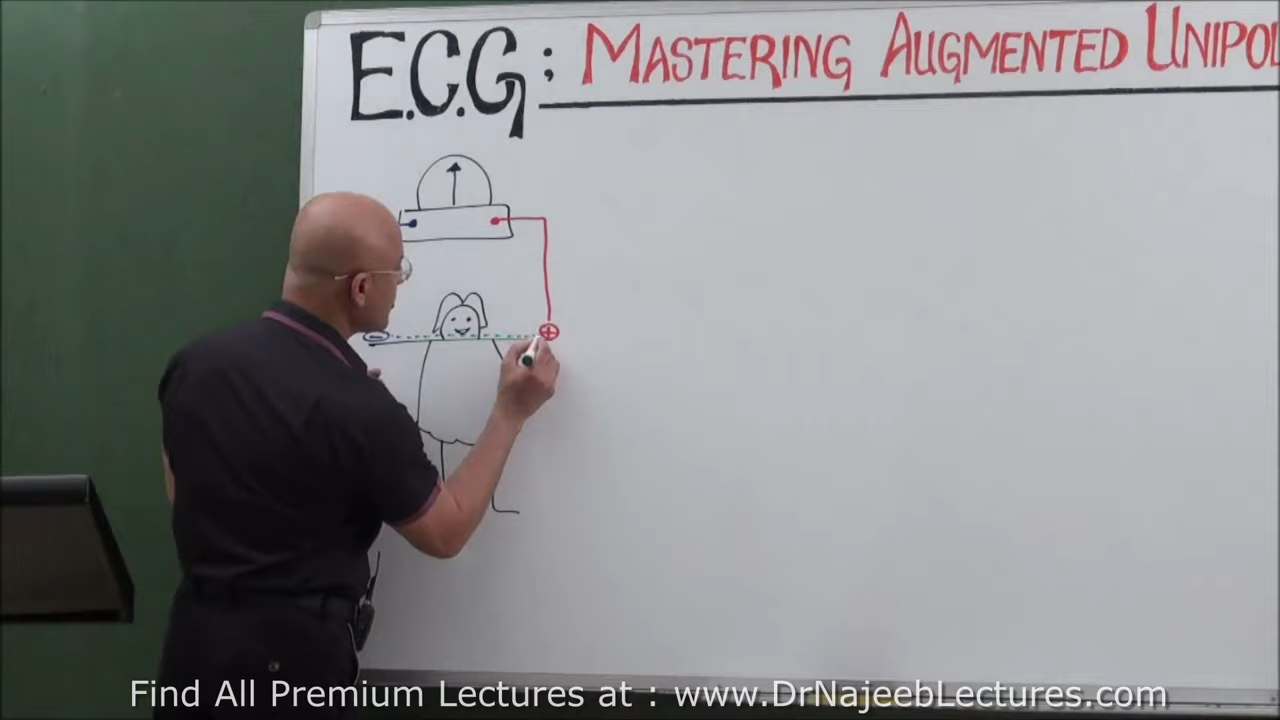 E.C.G: MASTERING AUGMENTED UNIPOL
Find All Premium Lectures at : www.DrNajeebLectures.com